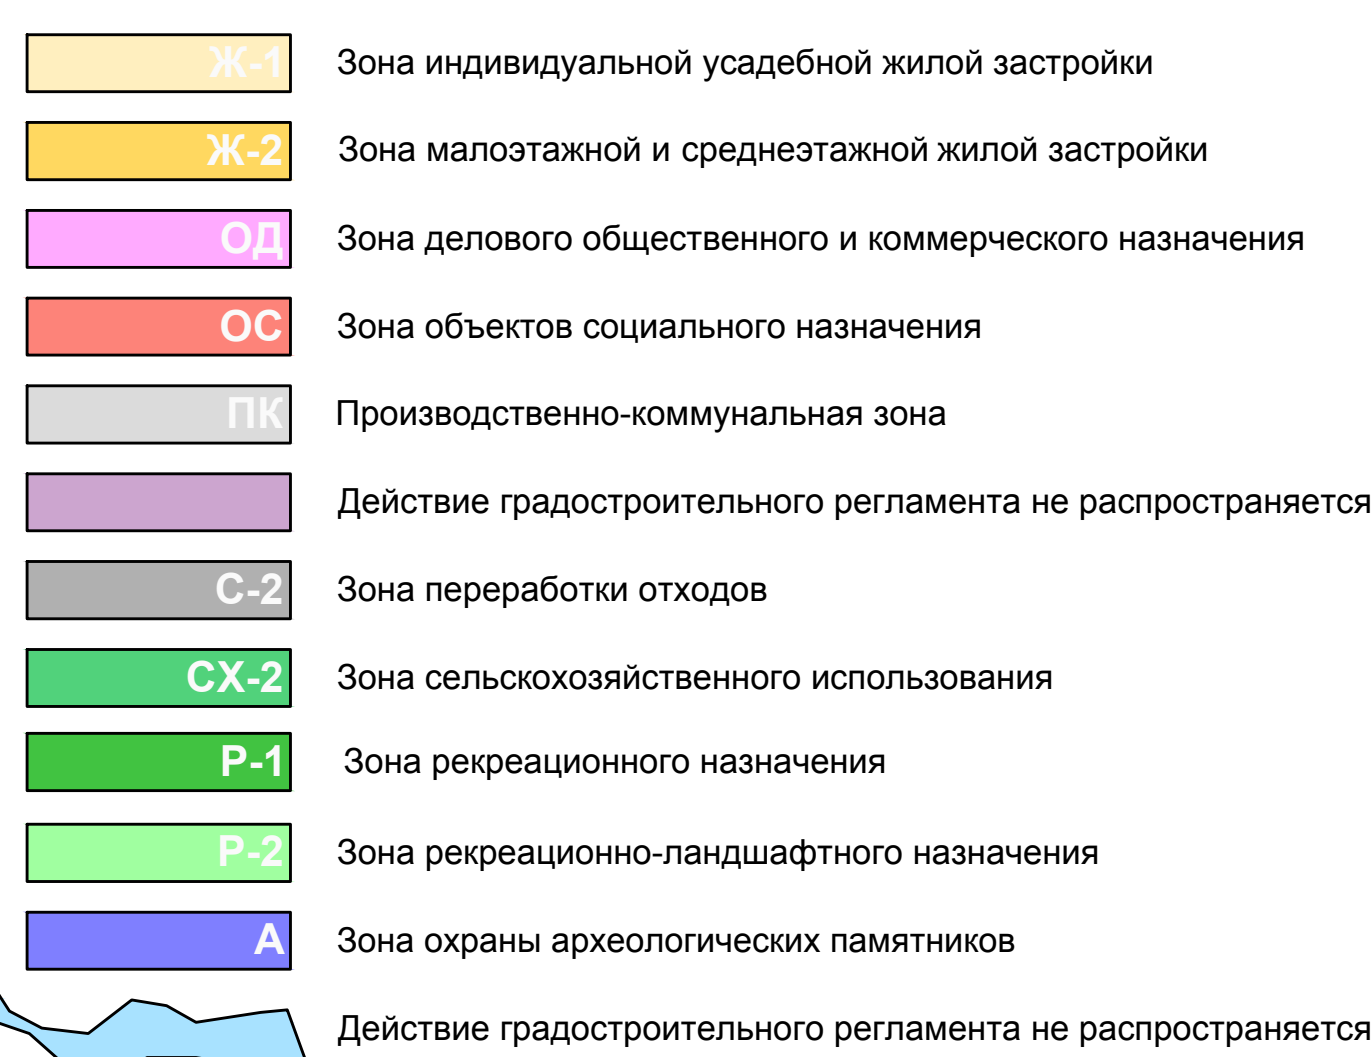 Ж-1 Зона индивидуальной усадебной жилой застройки
Ж-2 Зона малоэтажной и среднеэтажной жилой застройки
ОД Зона делового общественного и коммерческого назначения
ОС Зона объектов социального назначения
ПК Производственно-коммунальная зона
Действие градостроительного регламента не распространяется
С-2 Зона переработки отходов
СХ-2 Зона сельскохозяйственного использования
Р-1 Зона рекреационного назначения
Р-2 Зона рекреационно-ландшафтного назначения
А Зона охраны археологических памятников
Действие градостроительного регламента не распространяется